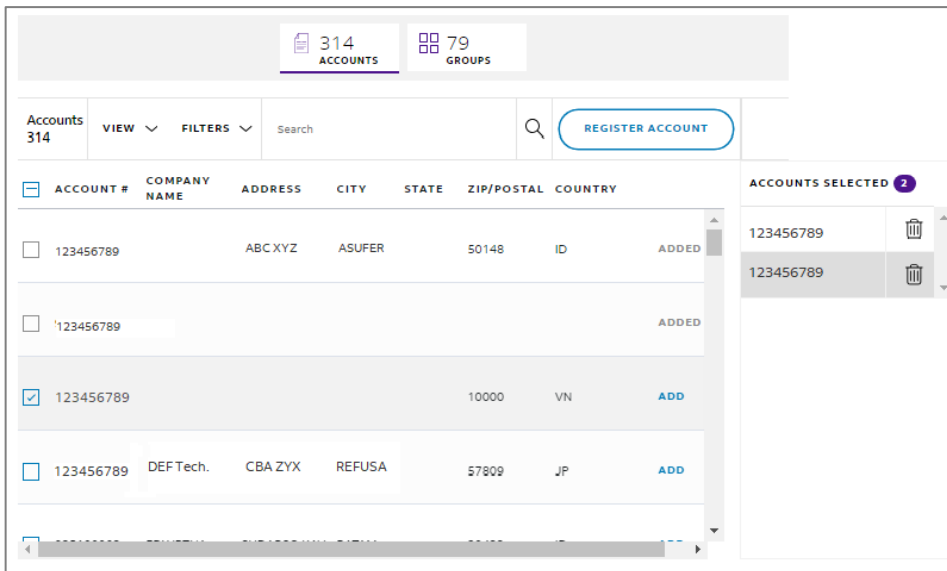 314
ACCOUNTS
79
GROUPS
Accounts
314
VIEW
FILTERS
Search
REGISTER ACCOUNT
ACCOUNT # COMPANY NAME ADDRESS CITY STATE ZIP/POSTAL COUNTRY
ACCOUNTS SELECTED 2
123456789 ABC XYZ ASUFER 50148 ID ADDED
123456789
123456789
'123456789 ADDED
123456789 10000 VN ADD
123456789 DEF Tech. CBA ZYX REFUSA 57809 JP ADD